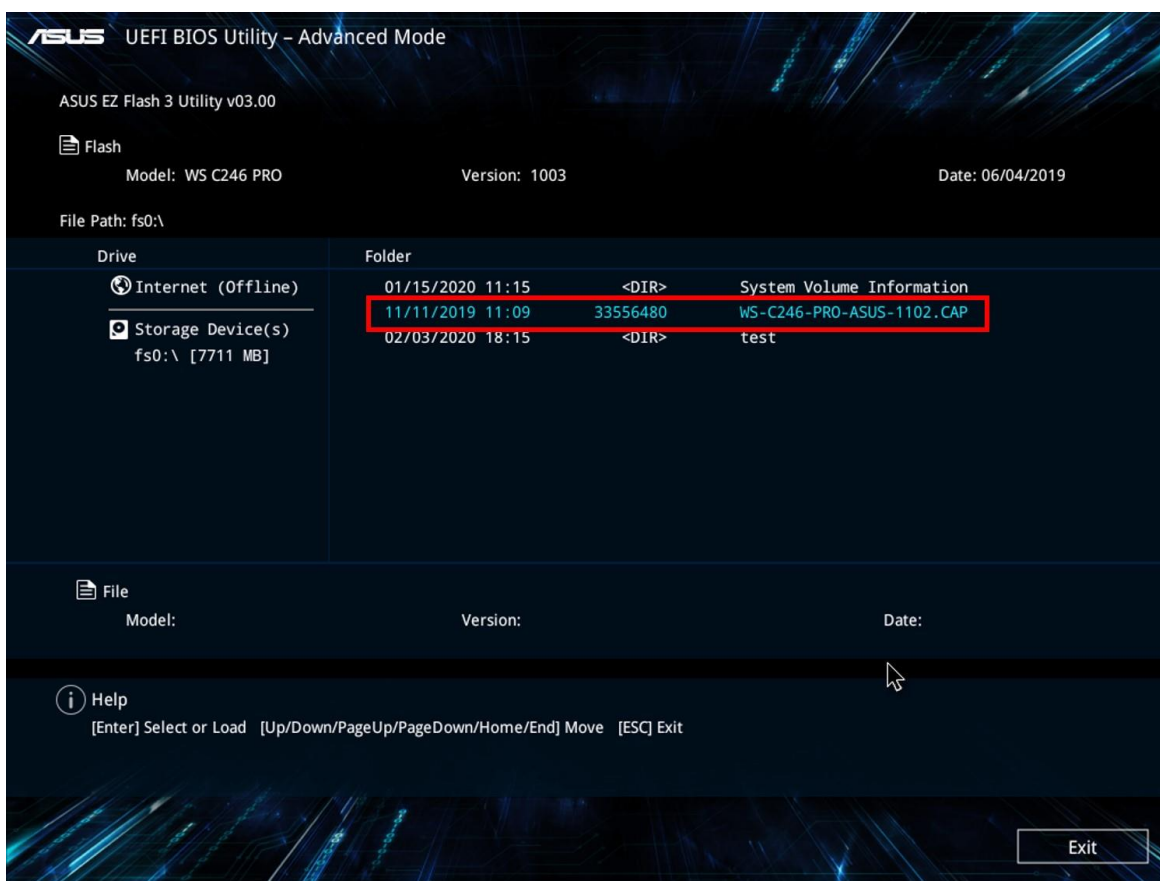 ASUS UEFI BIOS Utility – Advanced Mode
ASUS EZ Flash 3 Utility v03.00
Flash
Model: WS C246 PRO Version: 1003 Date: 06/04/2019
File Path: fs0:\
Drive Folder
Internet (Offline) 01/15/2020 11:15 <DIR> System Volume Information
11/11/2019 11:09 33556480 WS-C246-PRO-ASUS-1102.CAP
Storage Device(s) 02/03/2020 18:15 <DIR> test
fs0:\ [7711 MB]
File
Model: Version: Date:
Help
[Enter] Select or Load [Up/Down/PageUp/PageDown/Home/End] Move [ESC] Exit
Exit